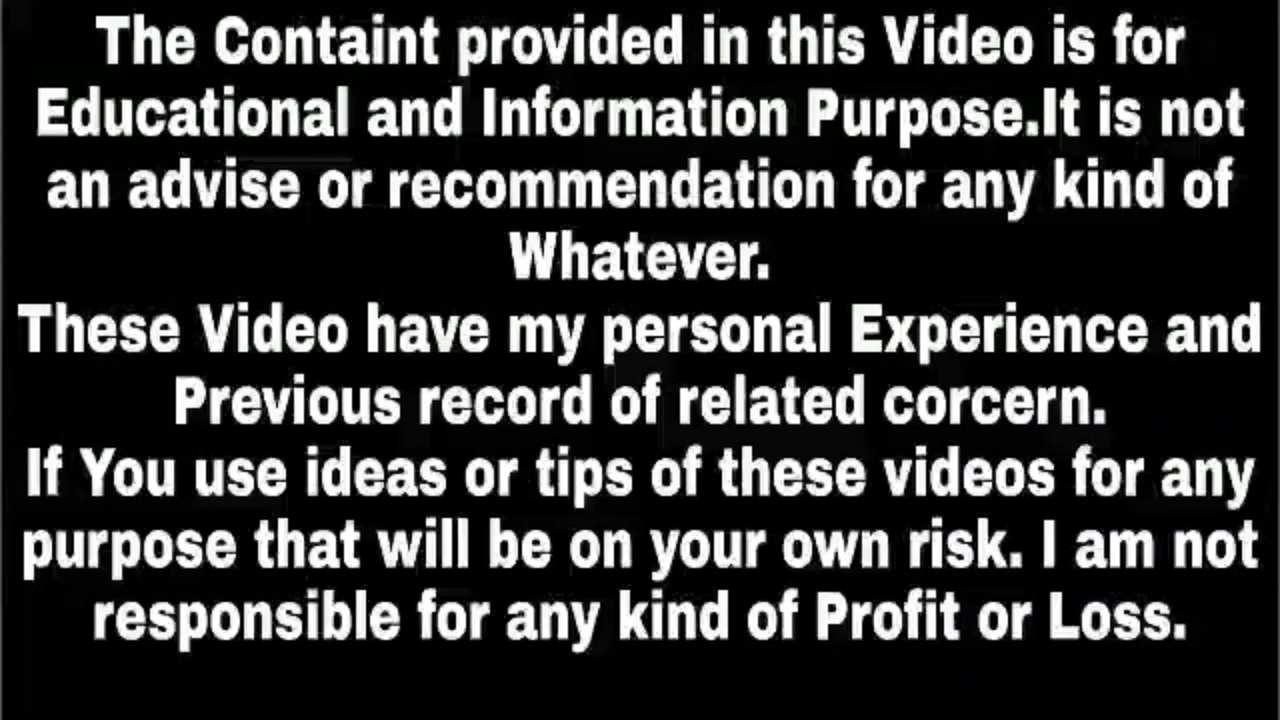 The Containt provided in this Video is for
Educational and Information Purpose.It is not
an advise or recommendation for any kind of
Whatever.
These Video have my personal Experience and
Previous record of related corcern.
If You use ideas or tips of these videos for any
purpose that will be on your own risk. I am not
responsible for any kind of Profit or Loss.